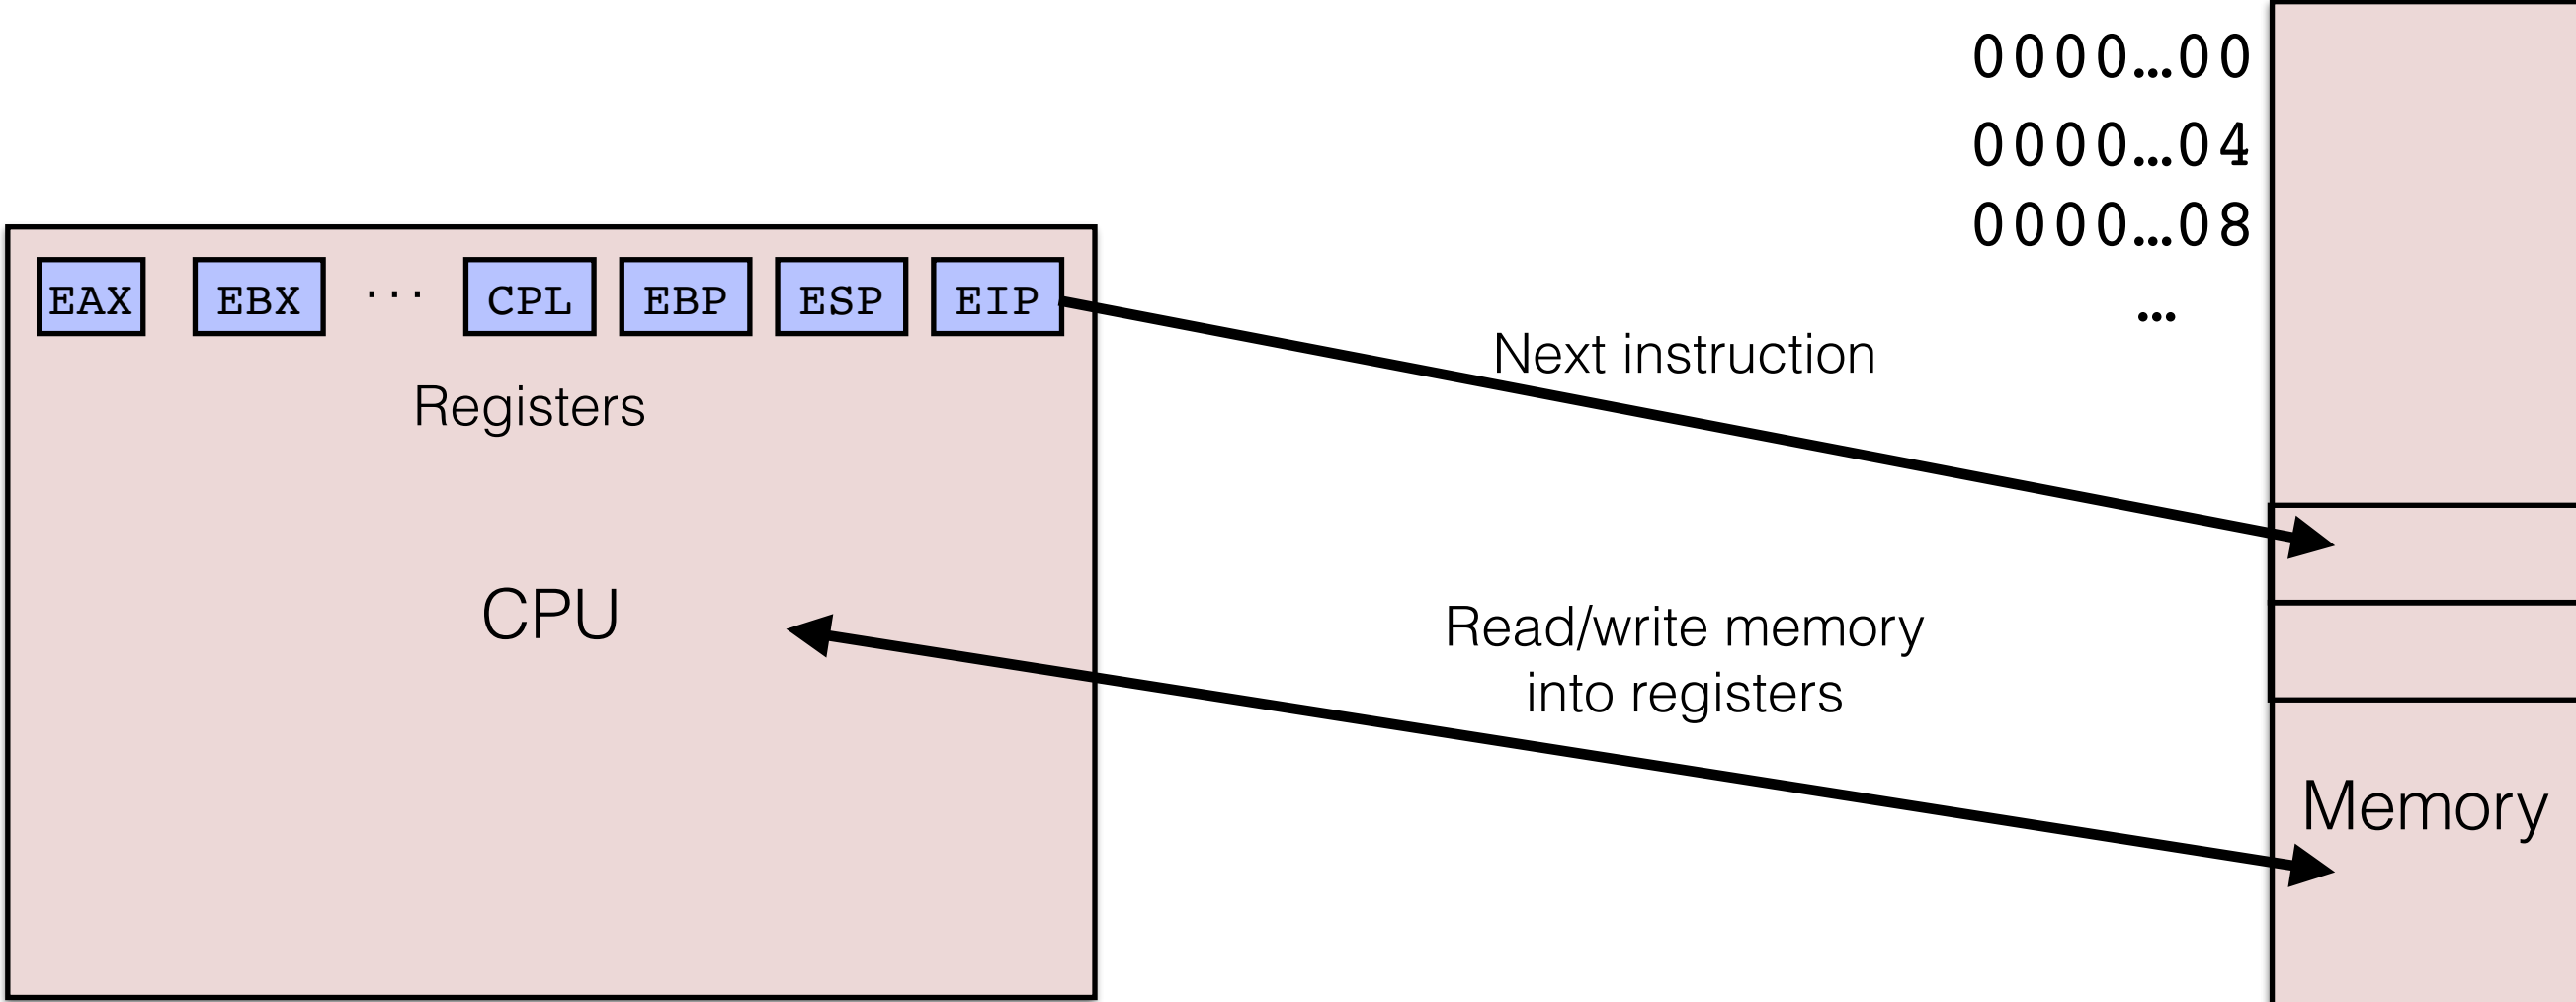 0000…00
0000…04
0000…08
…
EAX EBX ... CPL EBP ESP EIP
Registers
Next instruction
CPU
Read/write memory
into registers
Memory